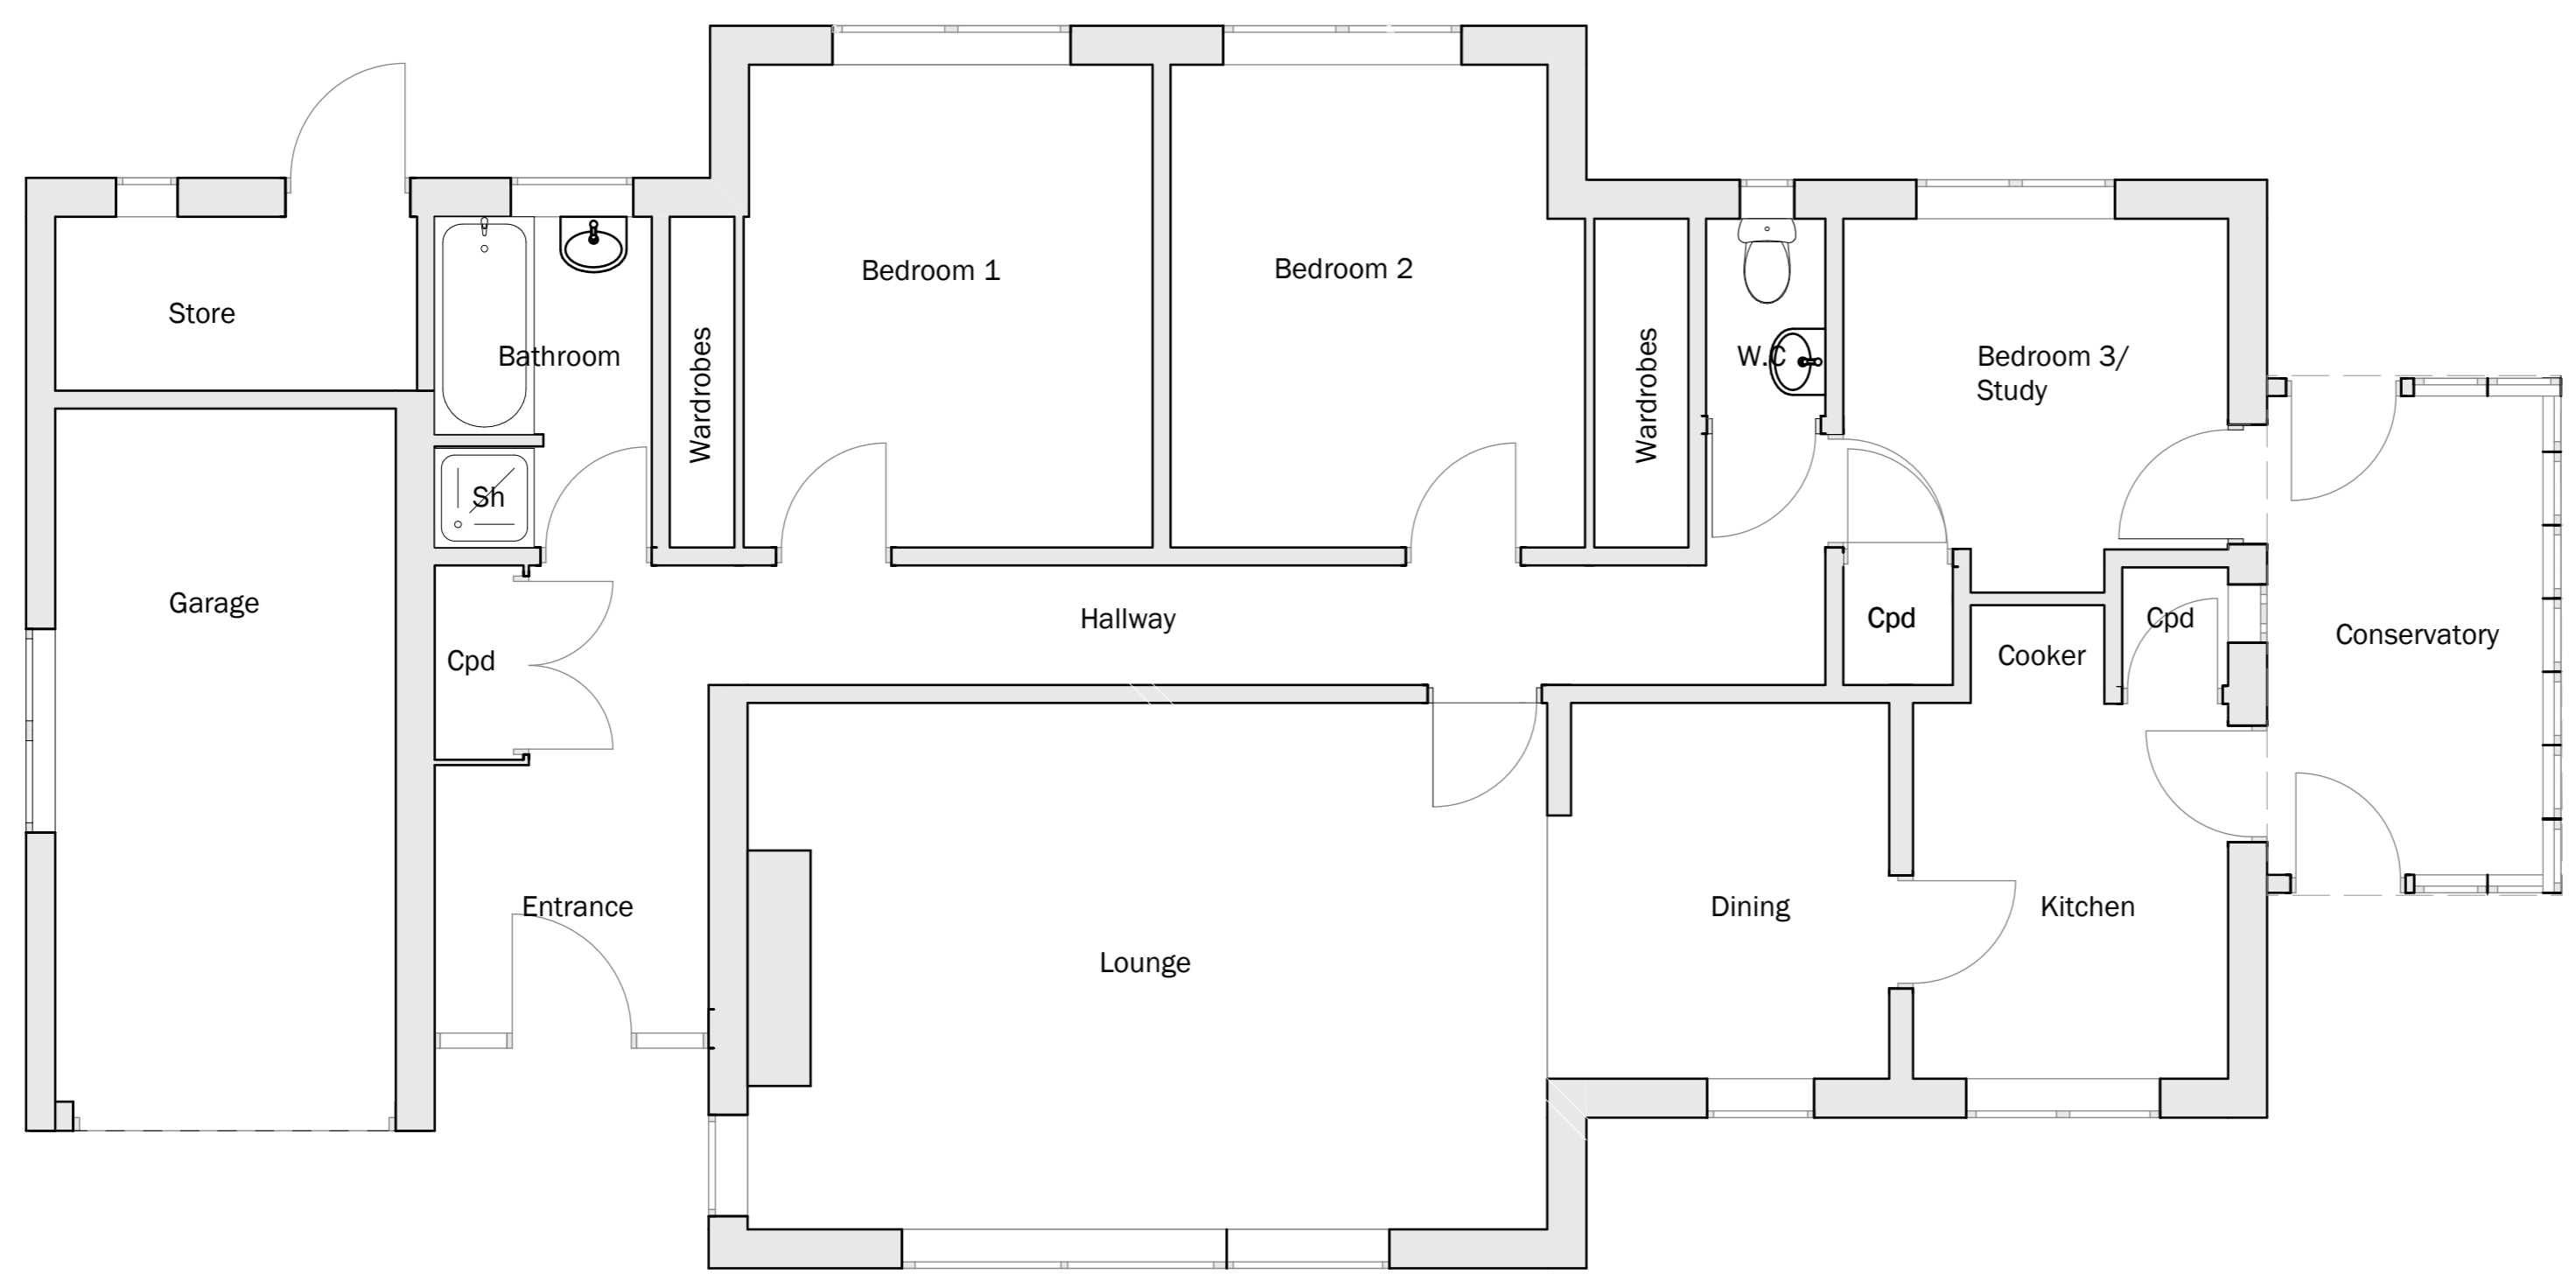 Bedroom 1
Bedroom 2
Store
Bathroom
Wardrobes
Wardrobes
W.C
Bedroom 3/
Study
Sh
Garage
Hallway
Cpd
Cpd
Conservatory
Cpd
Cooker
Entrance
Dining
Kitchen
Lounge